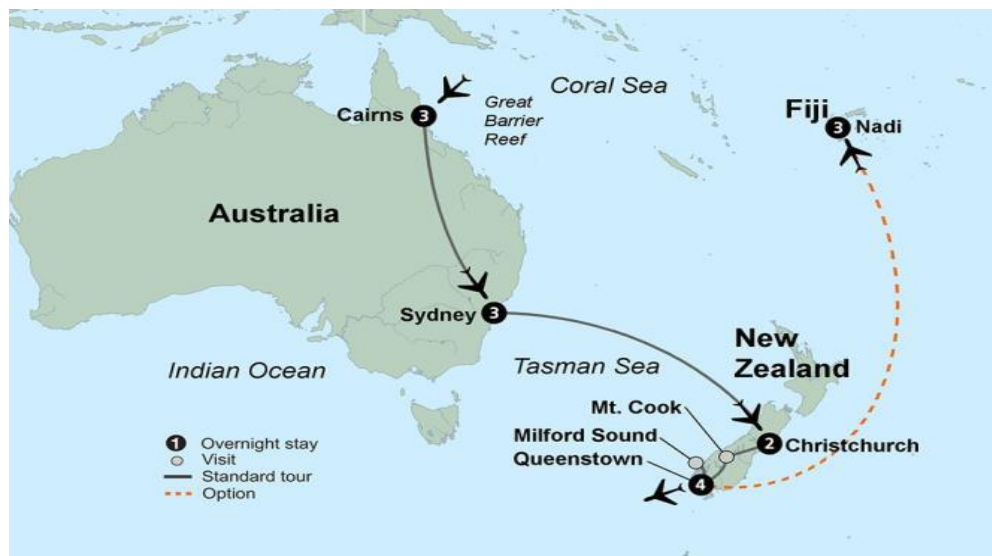 Coral Sea
Great
Barrier
Reef
Cairns 3
Fiji
3 Nadi
Australia
Sydney 3
New
Zealand
Indian Ocean
Tasman Sea
Mt. Cook
Milford Sound
2 Christchurch
Queenstown
4
1 Overnight stay
Visit
Standard tour
Option